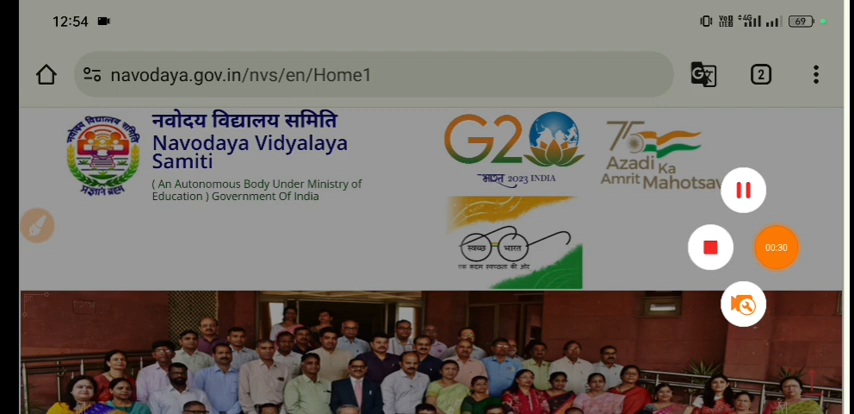 12:54
4G
69
navodaya.gov.in/nvs/en/Home1
2
नवोदय विद्यालय समिति
Navodaya Vidyalaya
Samiti
( An Autonomous Body Under Ministry of
Education ) Government Of India
G20
भारत 2023 INDIA
75
Azadi Ka
Amrit Mahotsav
स्वच्छ भारत
एक कदम स्वच्छता की ओर
00:30